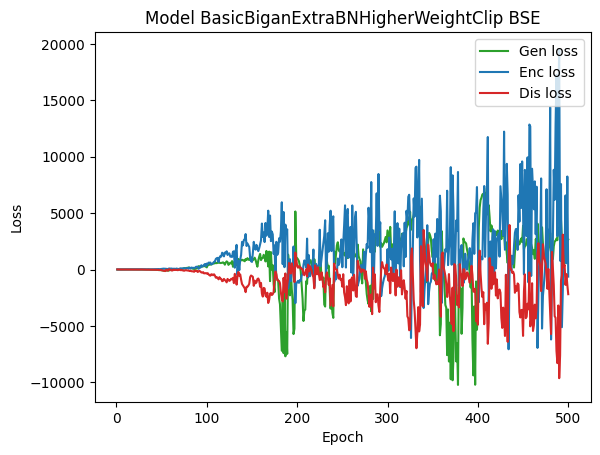 Model BasicBiganExtraBNHigherWeightClip BSE
Gen loss
Enc loss
Dis loss
20000
15000
10000
5000
0
−5000
−10000
Loss
0
100
200
300
400
500
Epoch